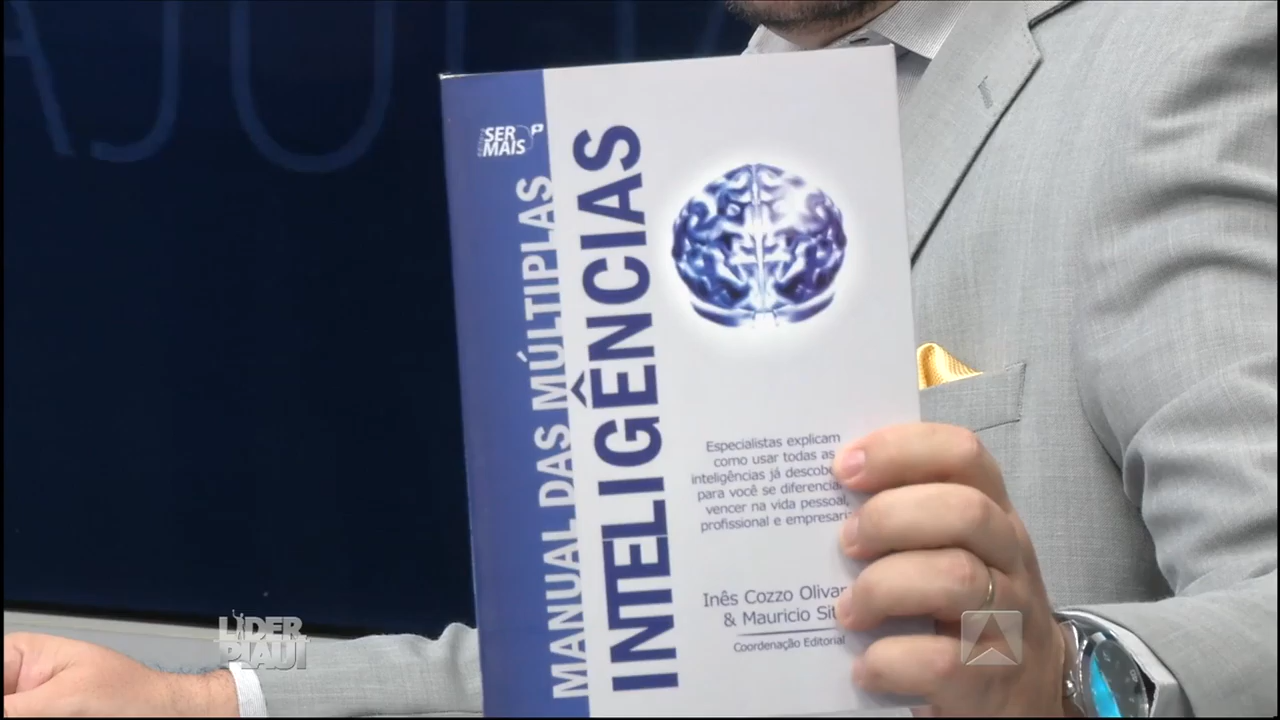 SER
MAIS
MANUAL DAS MÚLTIPLAS
INTELIGÊNCIAS
Especialistas explicam
como usar todas as
inteligências já
para você se
vencer na vida pessoal,
profissional e
Inês Cozzo
& Mauricio
Coordenação Editorial
LÍDER
PIAUÍ